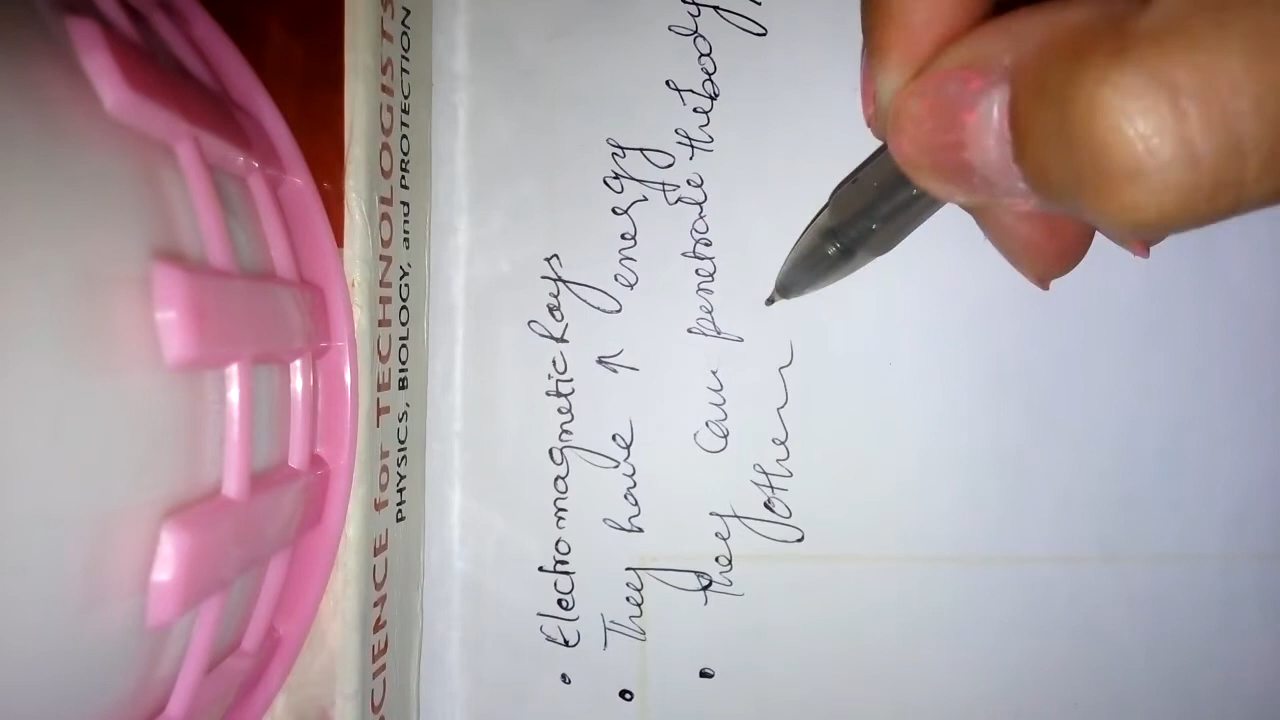 SCIENCE for TECHNOLOGISTS
PHYSICS, BIOLOGY, and PROTECTION
• Electromagnetic Rays
• They have ↑ energy
• they can penetrate the body,
other